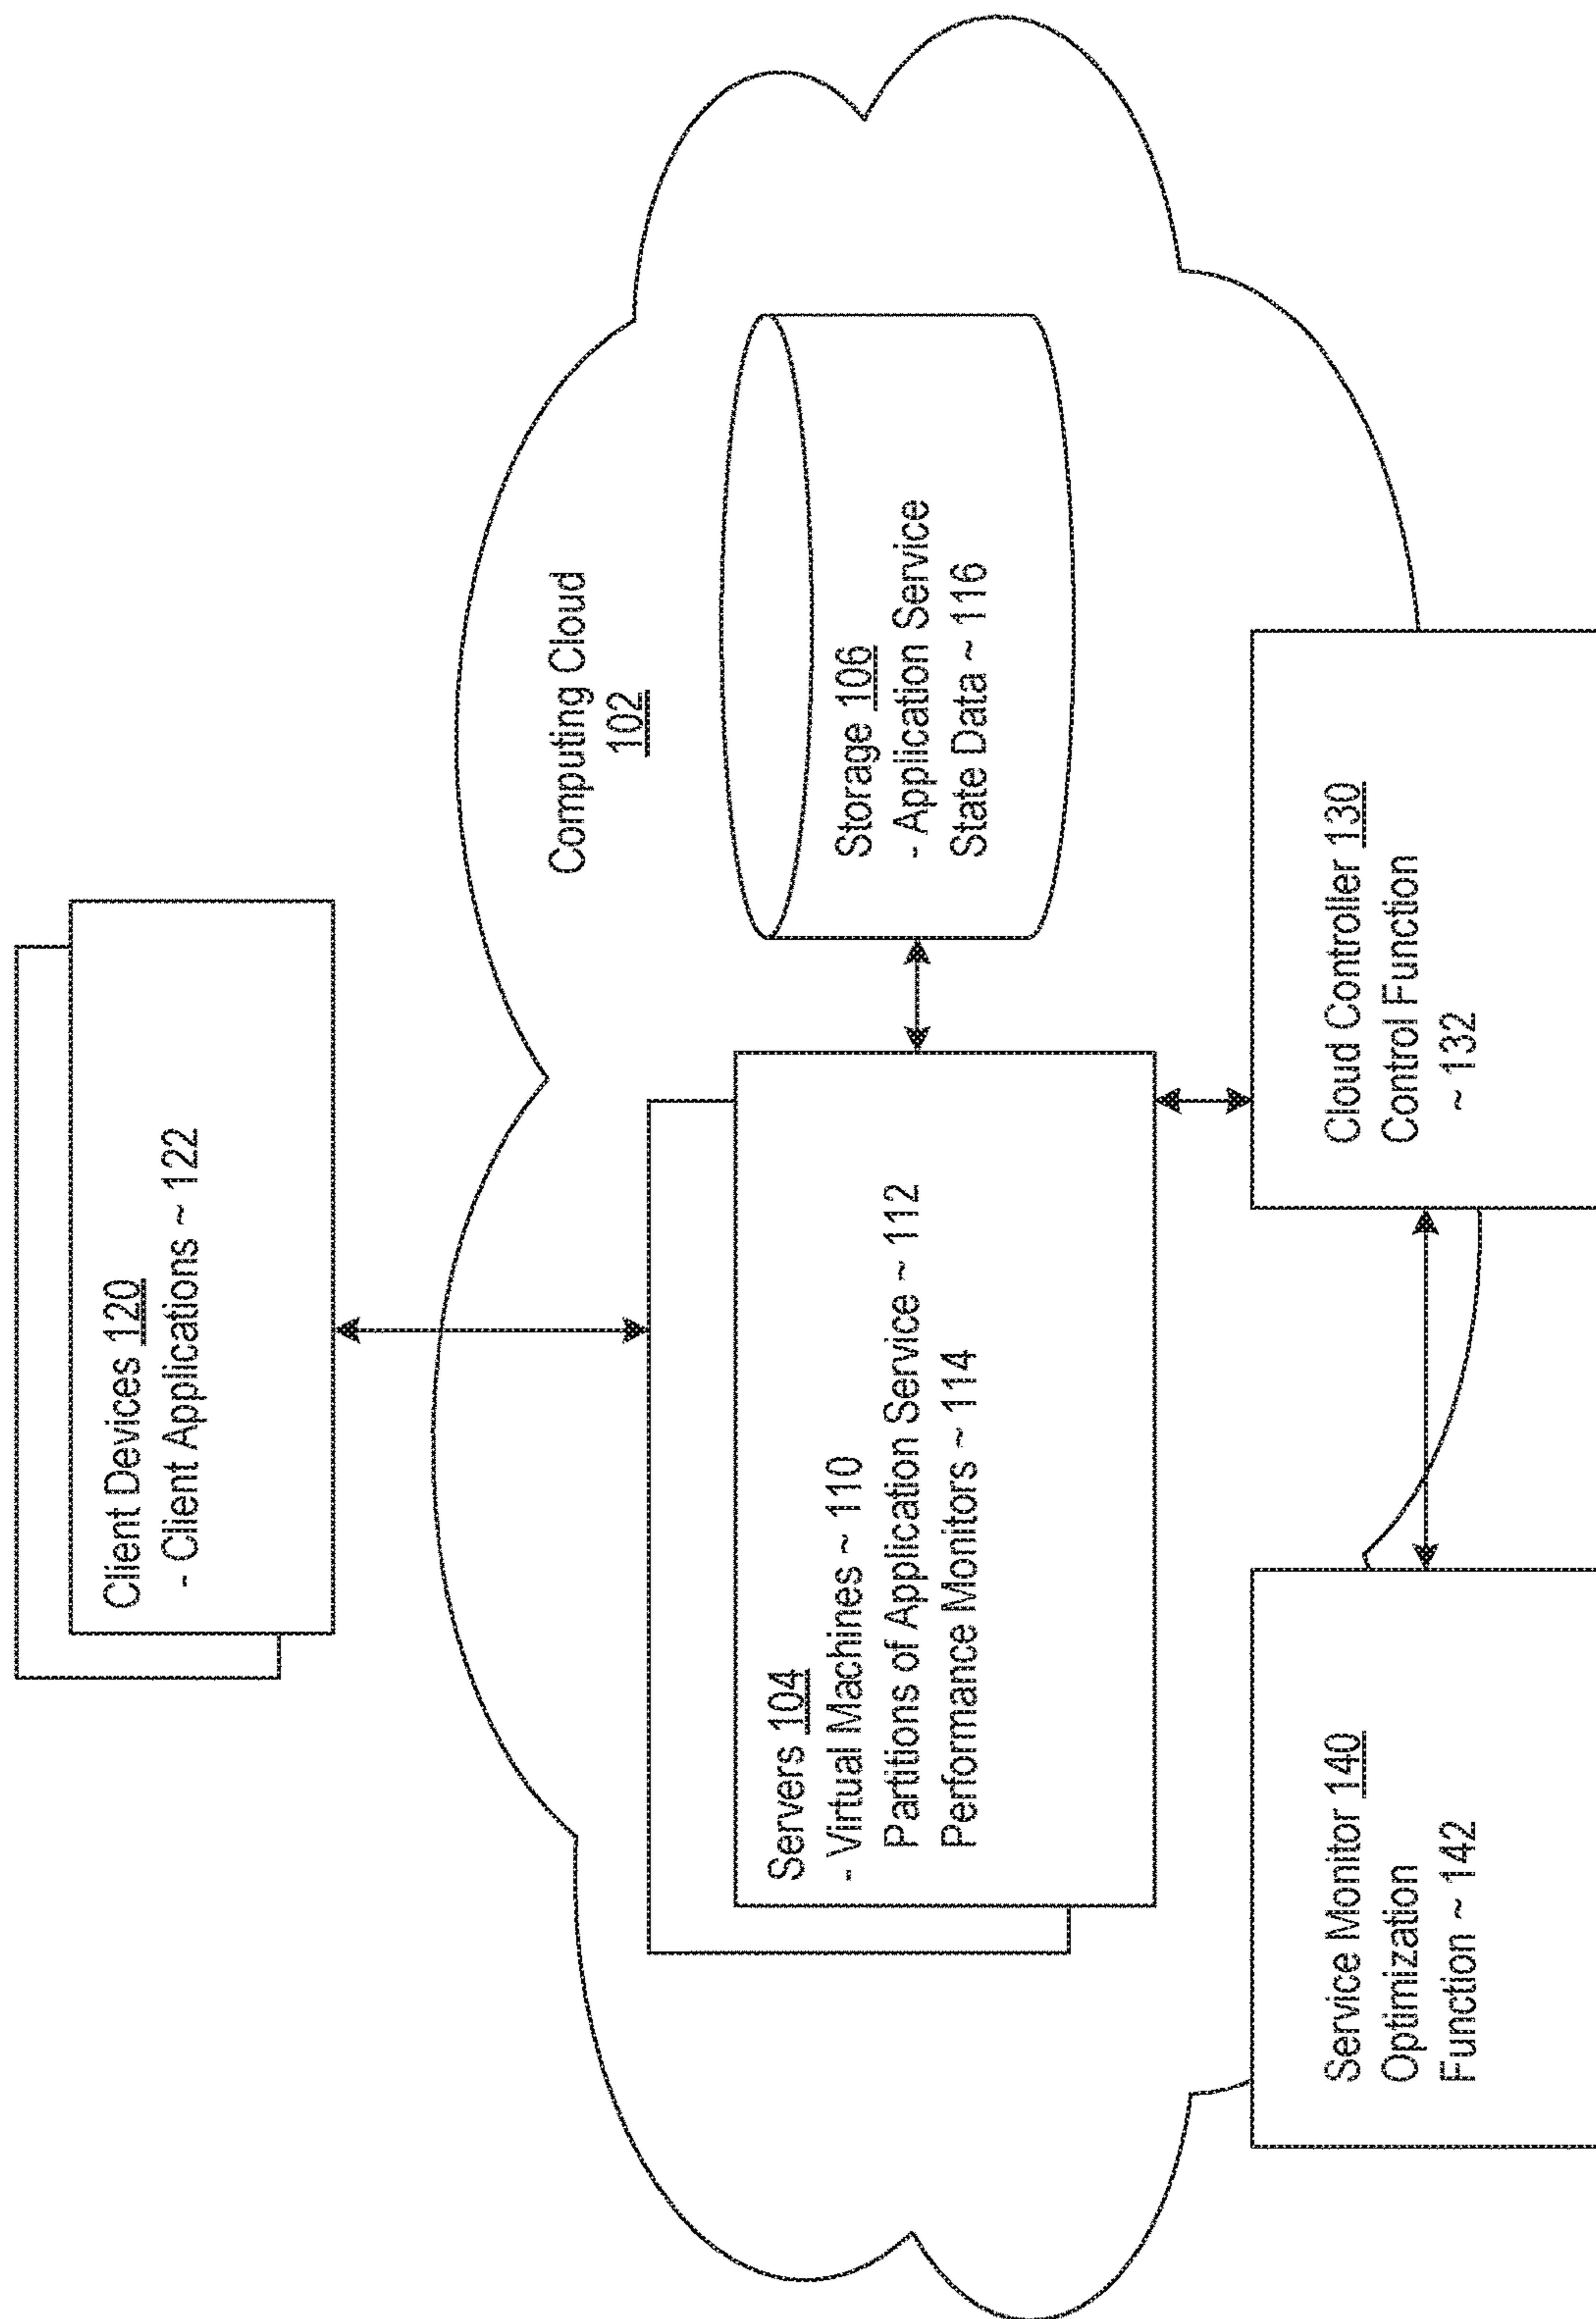 Client Devices 120
- Client Applications ~ 122
Computing Cloud
102
Servers 104
- Virtual Machines ~ 110
Partitions of Application Service ~ 112
Performance Monitors ~ 114
Storage 106
- Application Service
State Data ~ 116
Service Monitor 140
Optimization
Function ~ 142
Cloud Controller 130
Control Function
~ 132